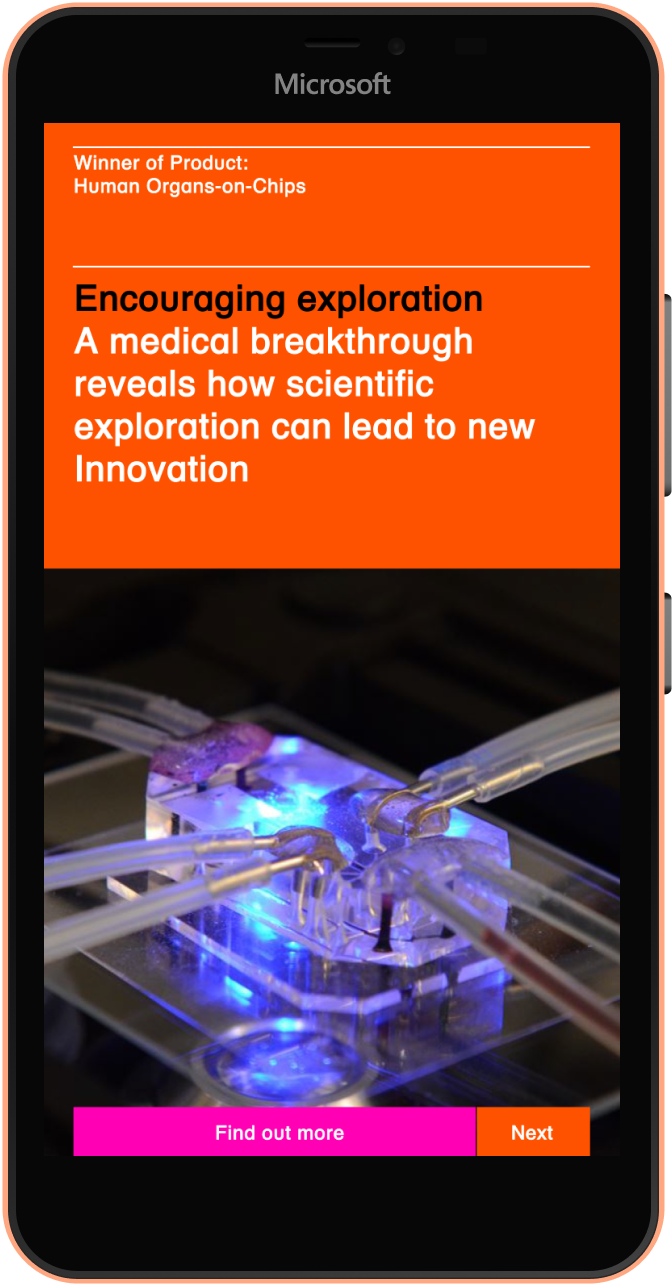 Microsoft
Winner of Product:
Human Organs-on-Chips
Encouraging exploration
A medical breakthrough
reveals how scientific
exploration can lead to new
Innovation
Find out more
Next